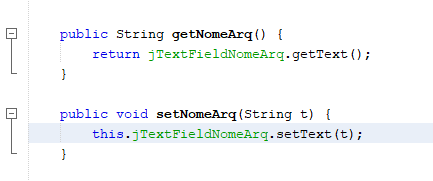 public String getNomeArq() {
return jTextFieldNomeArq.getText();
}
public void setNomeArq(String t) {
this.jTextFieldNomeArq.setText(t);
}